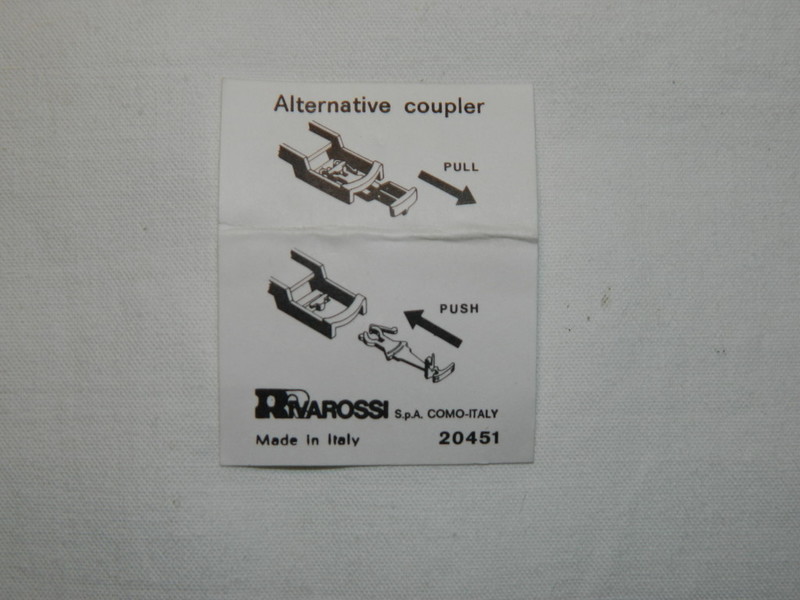 Alternative coupler
PULL
PUSH
RIVAROSSI S.p.A. COMO-ITALY
Made in Italy 20451